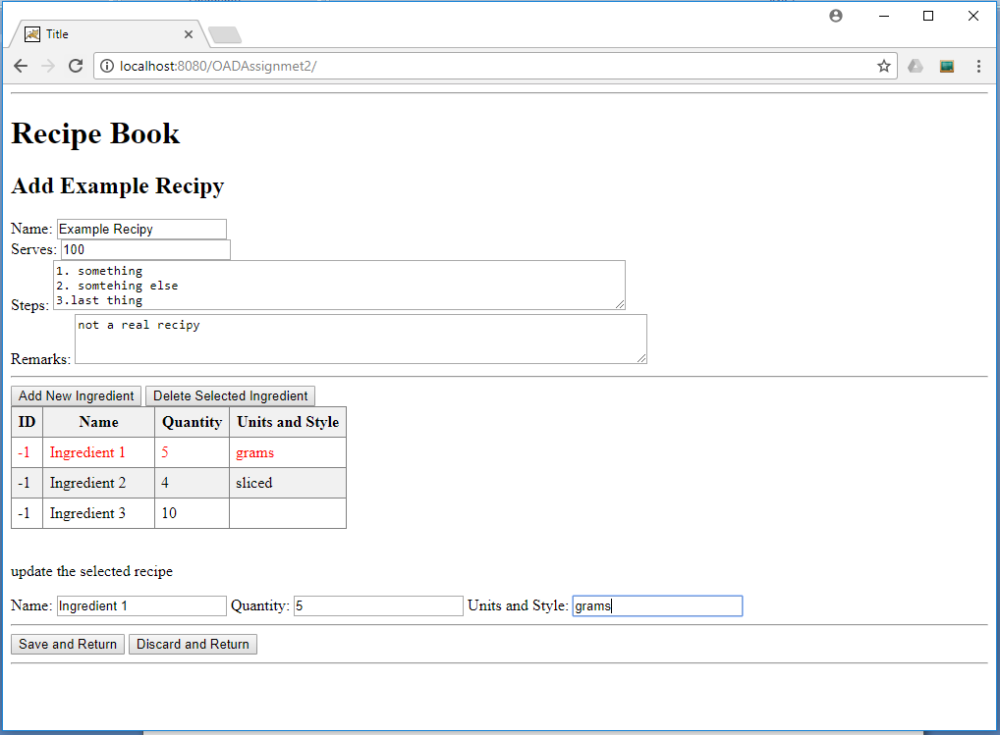 Title
localhost:8080/OADAssignmet2/
Recipe Book
Add Example Recipy
Name: Example Recipy
Serves: 100
1. something
2. somtehing else
3.last thing
Steps:
not a real recipy
Remarks:
Add New Ingredient Delete Selected Ingredient
ID Name Quantity Units and Style
-1 Ingredient 1 5 grams
-1 Ingredient 2 4 sliced
-1 Ingredient 3 10
update the selected recipe
Name: Ingredient 1 Quantity: 5 Units and Style: grams
Save and Return Discard and Return